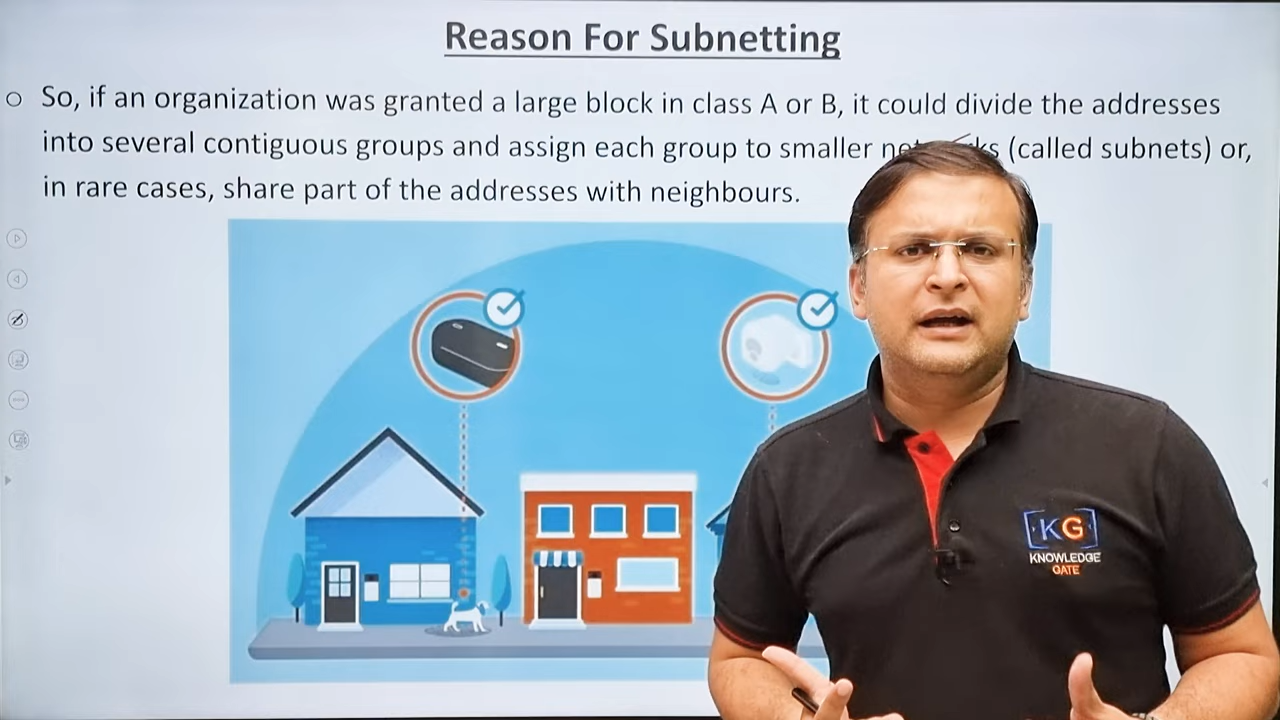 Reason For Subnetting
So, if an organization was granted a large block in class A or B, it could divide the addresses
into several contiguous groups and assign each group to smaller (called subnets) or,
in rare cases, share part of the addresses with neighbours.
KG
KNOWLEDGE
GATE